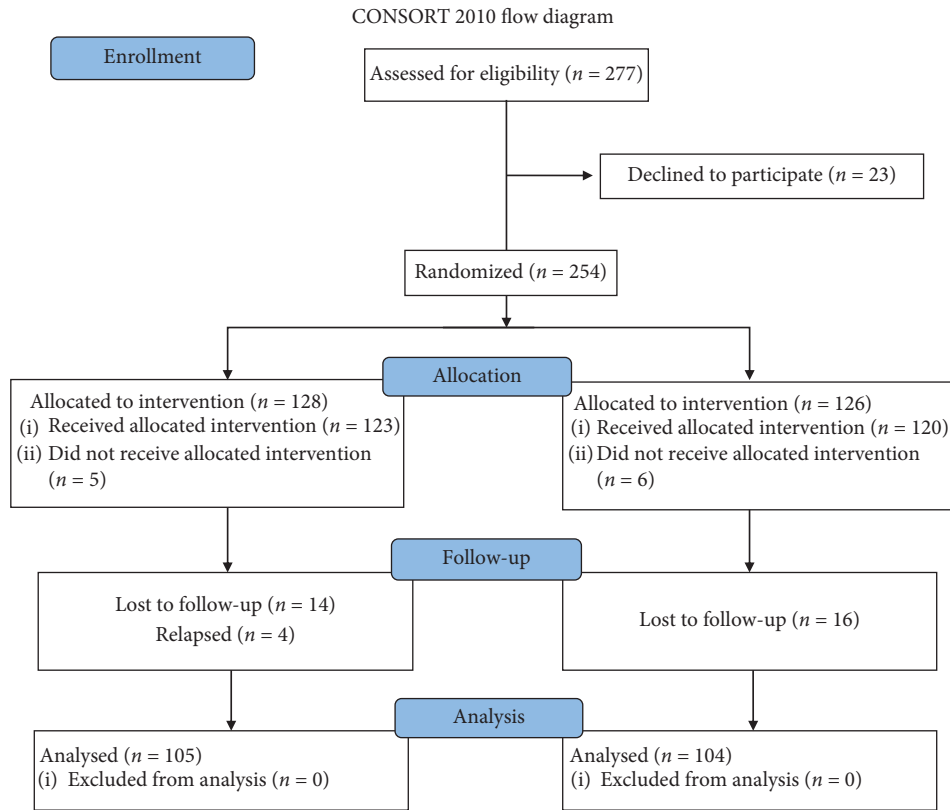 CONSORT 2010 flow diagram
Enrollment
Assessed for eligibility (n = 277)
Declined to participate (n = 23)
Randomized (n = 254)
Allocation
Allocated to intervention (n = 128)
(i) Received allocated intervention (n = 123)
(ii) Did not receive allocated intervention
(n = 5)
Allocated to intervention (n = 126)
(i) Received allocated intervention (n = 120)
(ii) Did not receive allocated intervention
(n = 6)
Follow-up
Lost to follow-up (n = 14)
Relapsed (n = 4)
Lost to follow-up (n = 16)
Analysis
Analysed (n = 105)
(i) Excluded from analysis (n = 0)
Analysed (n = 104)
(i) Excluded from analysis (n = 0)